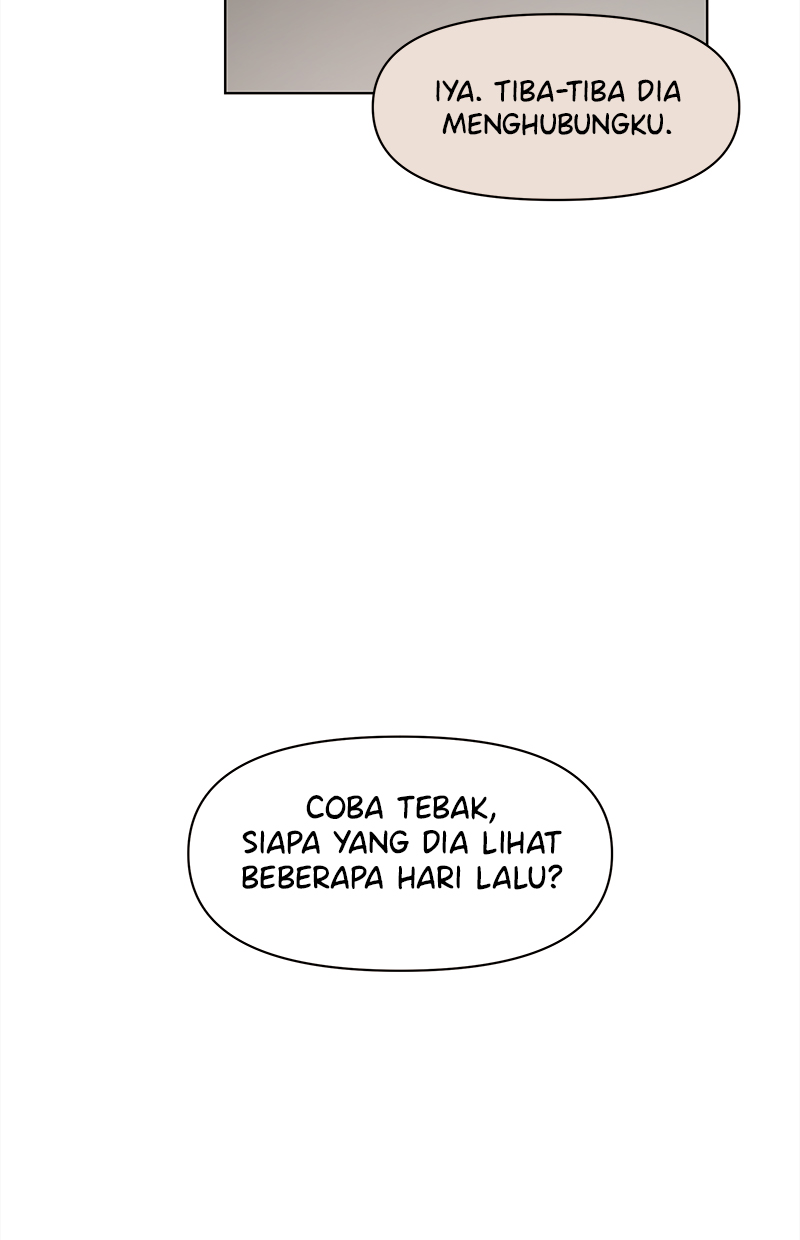 IYA. TIBA-TIBA DIA
MENGHUBUNGKU.
COBA TEBAK,
SIAPA YANG DIA LIHAT
BEBERAPA HARI LALU?